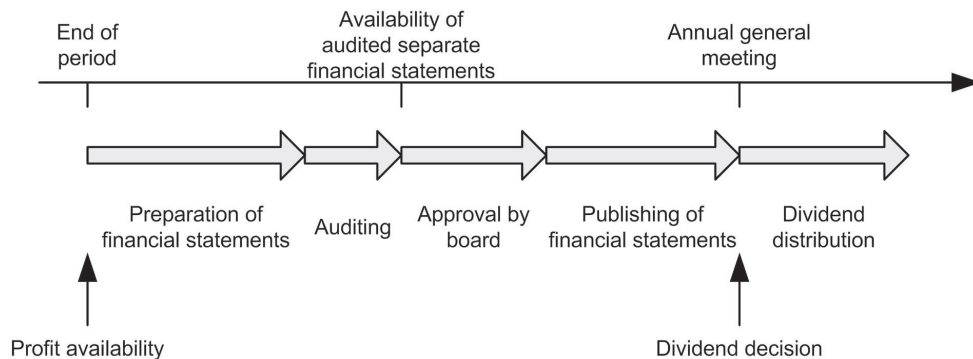 End of
period
Availability of
audited separate
financial statements
Annual general
meeting
Preparation of
financial statements
Auditing
Approval by
board
Publishing of
financial statements
Dividend
distribution
Profit availability
Dividend decision